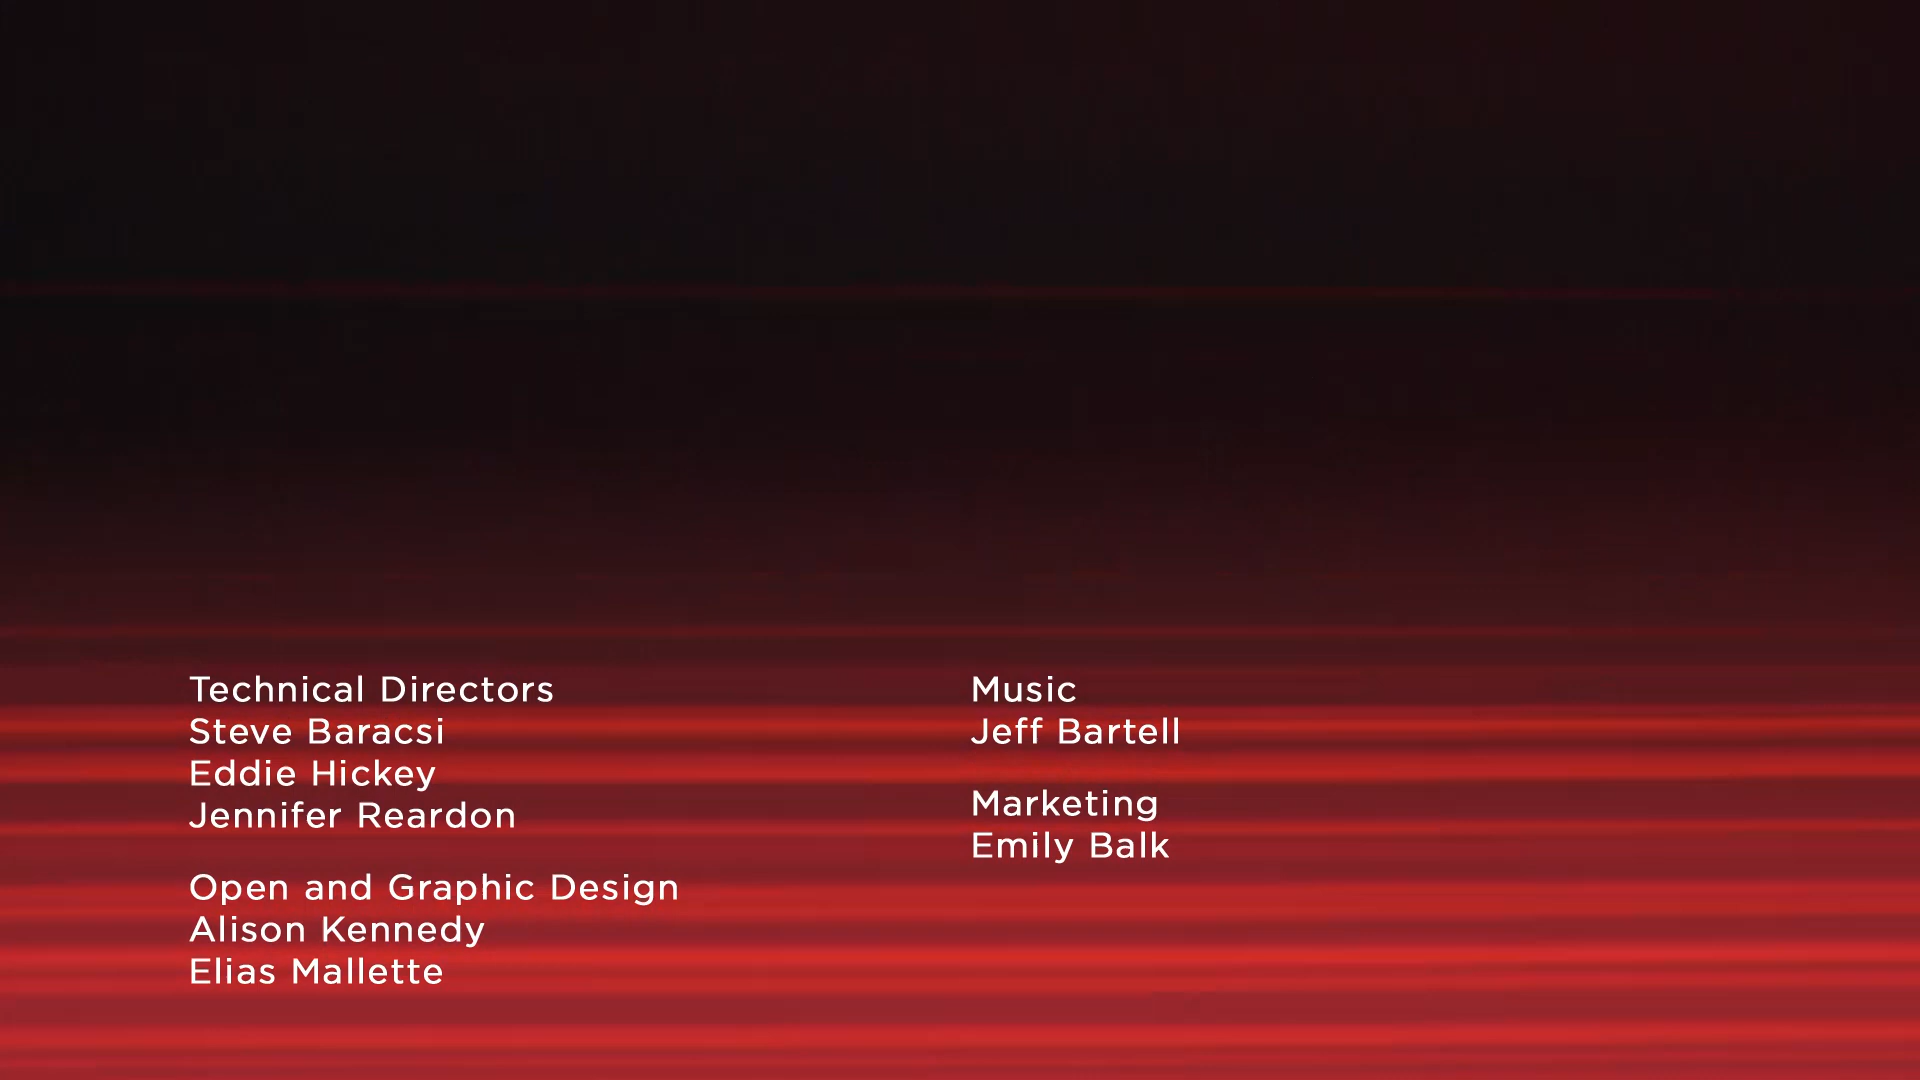 Technical Directors
Steve Baracsi
Eddie Hickey
Jennifer Reardon
Open and Graphic Design
Alison Kennedy
Elias Mallette
Music
Jeff Bartell
Marketing
Emily Balk